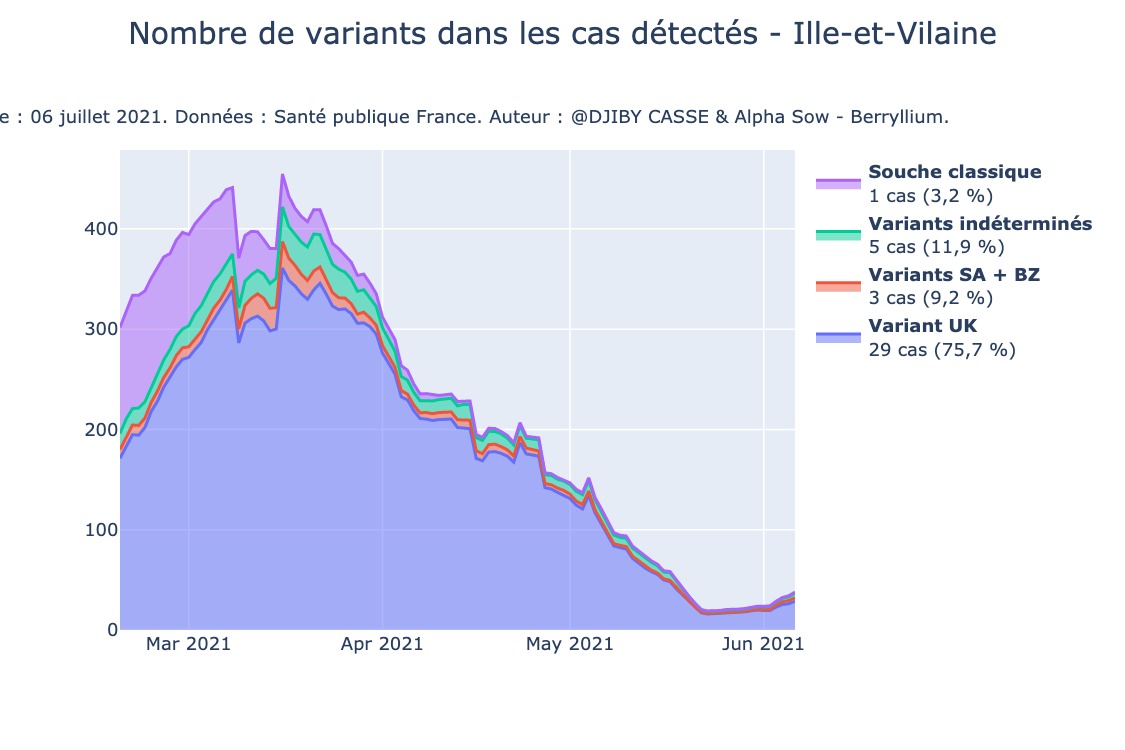 Nombre de variants dans les cas détectés - Ille-et-Vilaine
e : 06 juillet 2021. Données : Santé publique France. Auteur : @DJIBY CASSE & Alpha Sow - Berryllium.
Souche classique
1 cas (3,2 %)
Variants indéterminés
5 cas (11,9 %)
Variants SA + BZ
3 cas (9,2 %)
Variant UK
29 cas (75,7 %)
400
300
200
100
0
Mar 2021 Apr 2021 May 2021 Jun 2021